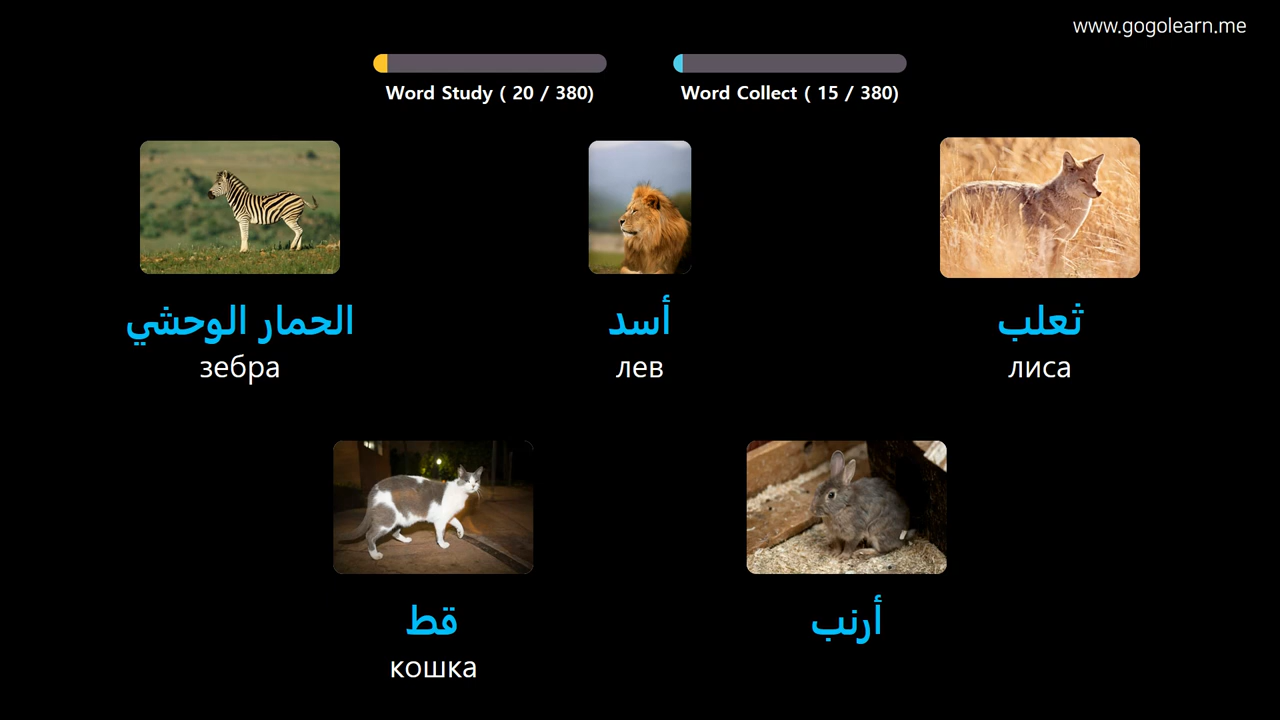 www.gogolearn.me
Word Study ( 20 / 380)
Word Collect ( 15 / 380)
الحمار الوحشي
зебра
أسد
лев
ثعلب
лиса
قط
кошка
أرنب